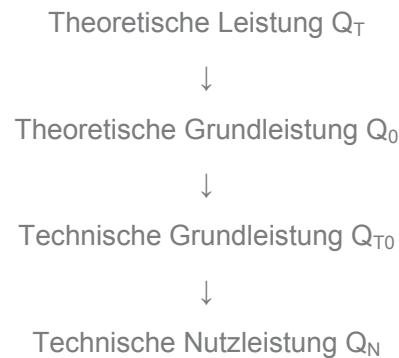 Theoretische Leistung Q_T
↓
Theoretische Grundleistung Q_0
↓
Technische Grundleistung Q_T0
↓
Technische Nutzleistung Q_N